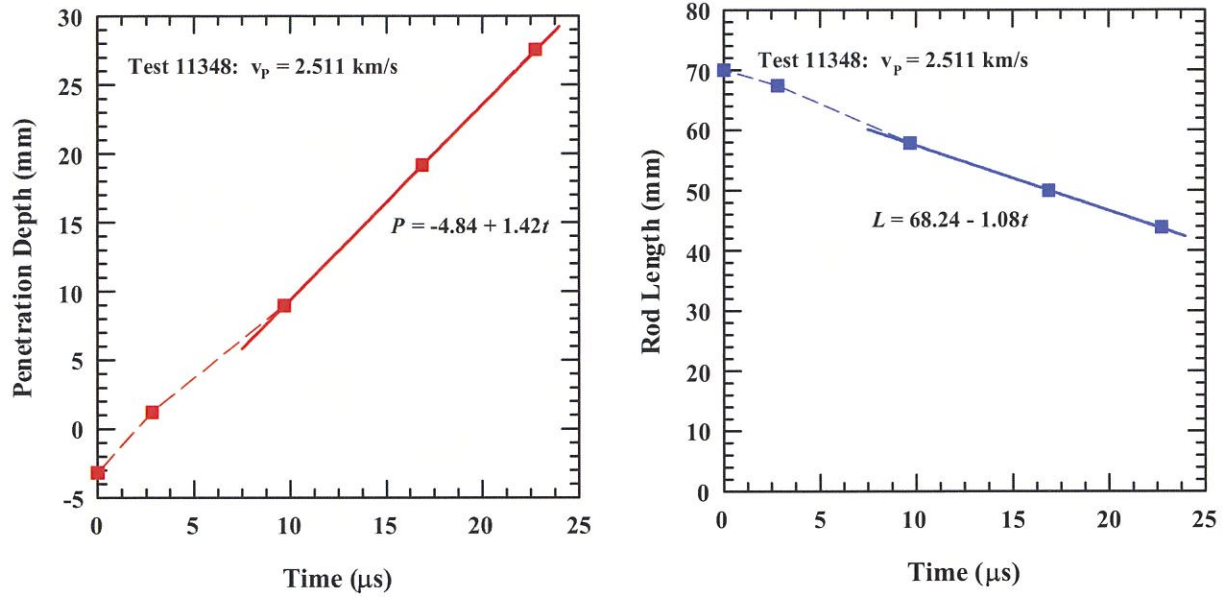 Penetration Depth (mm)
30
25
20
15
10
5
0
-5
Test 11348: vₚ = 2.511 km/s
P = -4.84 + 1.42t
0 5 10 15 20 25
Time (μs)
Rod Length (mm)
80
70
60
50
40
30
20
10
0
Test 11348: vₚ = 2.511 km/s
L = 68.24 - 1.08t
0 5 10 15 20 25
Time (μs)